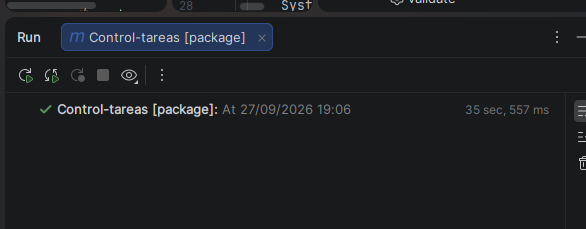 28 Syst
Validate
Run m Control-tareas [package]
Control-tareas [package]: At 27/09/2026 19:06 35 sec, 557 ms